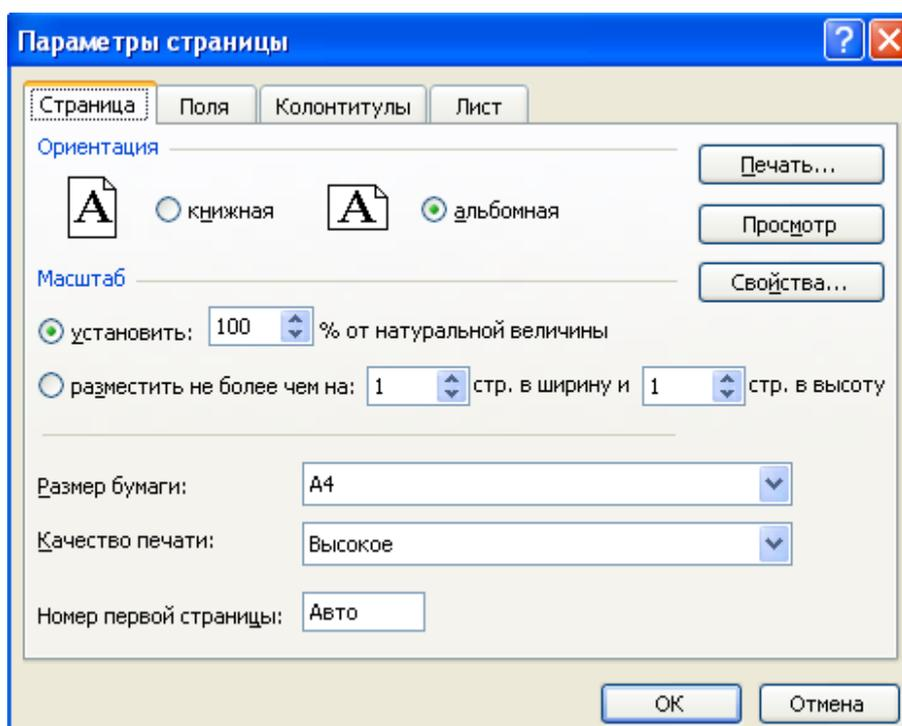 Параметры страницы
Страница Поля Колонтитулы Лист
Ориентация
A книжная A альбомная
Печать...
Просмотр
Свойства...
Масштаб
установить: 100 % от натуральной величины
разместить не более чем на: 1 стр. в ширину и 1 стр. в высоту
Размер бумаги: A4
Качество печати: Высокое
Номер первой страницы: Авто
ОК Отмена